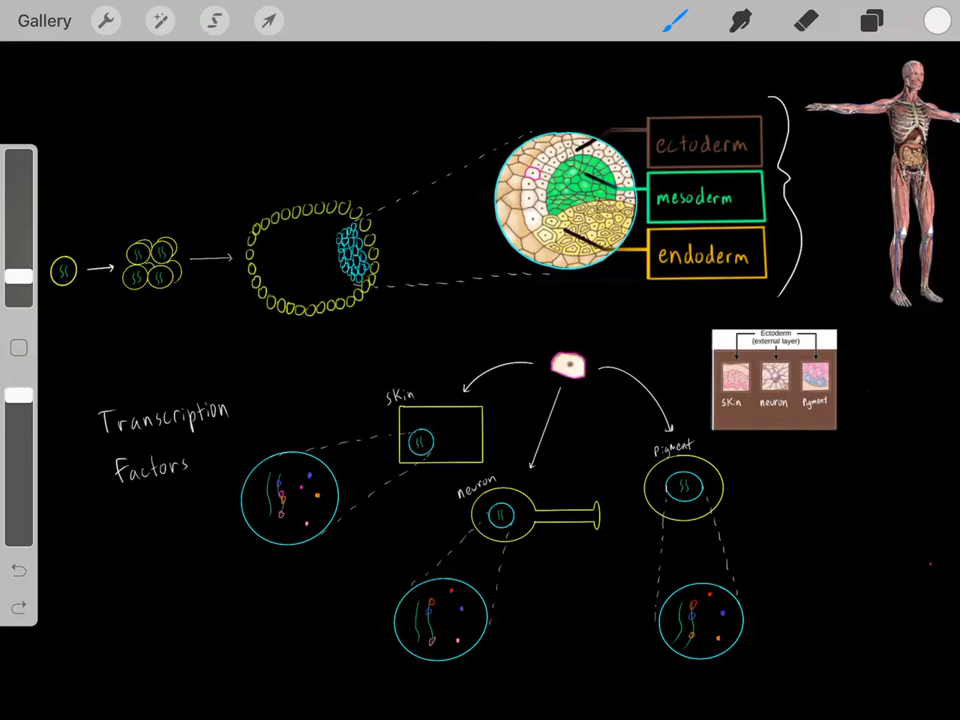 Gallery
ectoderm
mesoderm
endoderm
Ectoderm
(external layer)
skin
neuron
Pigment
skin
Transcription
Factors
Pigment
neuron